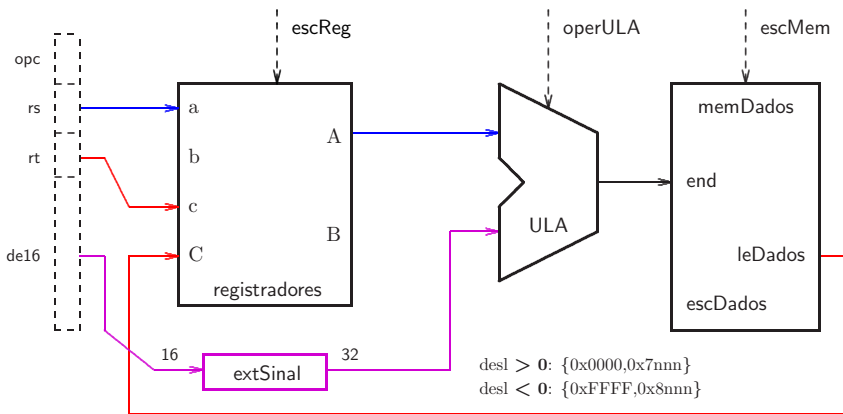 escReg
operULA
escMem
opc
rs
a
memDados
A
rt
b
end
c
B
ULA
de16
C
leDados
registradores
escDados
16
32
extSinal
desl > 0: {0x0000,0x7nnn}
desl < 0: {0xFFFF,0x8nnn}